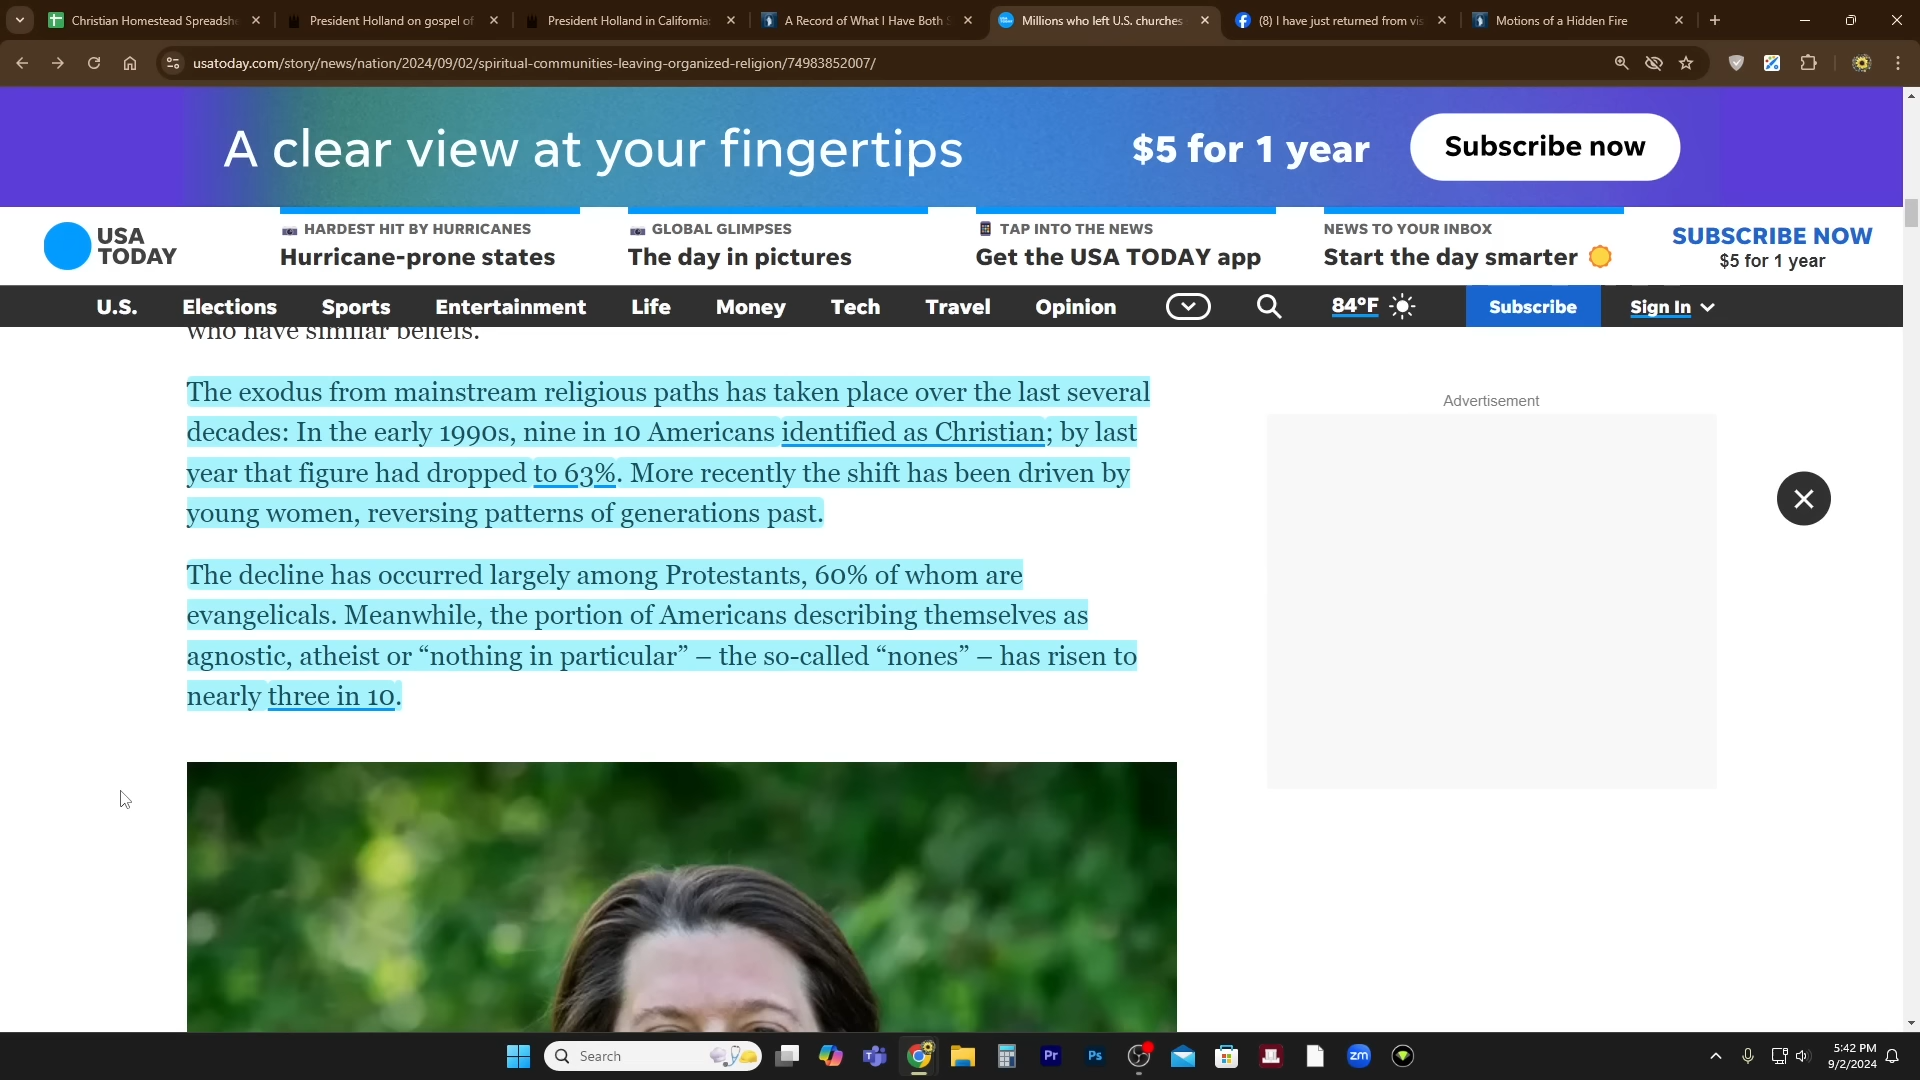 Christian Homestead Spreadshe
President Holland on gospel of
President Holland in California:
A Record of What I Have Both S
Millions who left U.S. churches
(8) I have just returned from vis
Motions of a Hidden Fire
usatoday.com/story/news/nation/2024/09/02/spiritual-communities-leaving-organized-religion/74983852007/
A clear view at your fingertips
$5 for 1 year
Subscribe now
USA
TODAY
HARDEST HIT BY HURRICANES
Hurricane-prone states
GLOBAL GLIMPSES
The day in pictures
TAP INTO THE NEWS
Get the USA TODAY app
NEWS TO YOUR INBOX
Start the day smarter
SUBSCRIBE NOW
$5 for 1 year
U.S.
Elections
Sports
Entertainment
Life
Money
Tech
Travel
Opinion
84°F
Subscribe
Sign In
who have similar beliefs.
The exodus from mainstream religious paths has taken place over the last several
decades: In the early 1990s, nine in 10 Americans identified as Christian; by last
year that figure had dropped to 63%. More recently the shift has been driven by
young women, reversing patterns of generations past.
The decline has occurred largely among Protestants, 60% of whom are
evangelicals. Meanwhile, the portion of Americans describing themselves as
agnostic, atheist or “nothing in particular” – the so-called “nones” – has risen to
nearly three in 10.
Advertisement
Search
Pr
Ps
zm
5:42 PM
9/2/2024